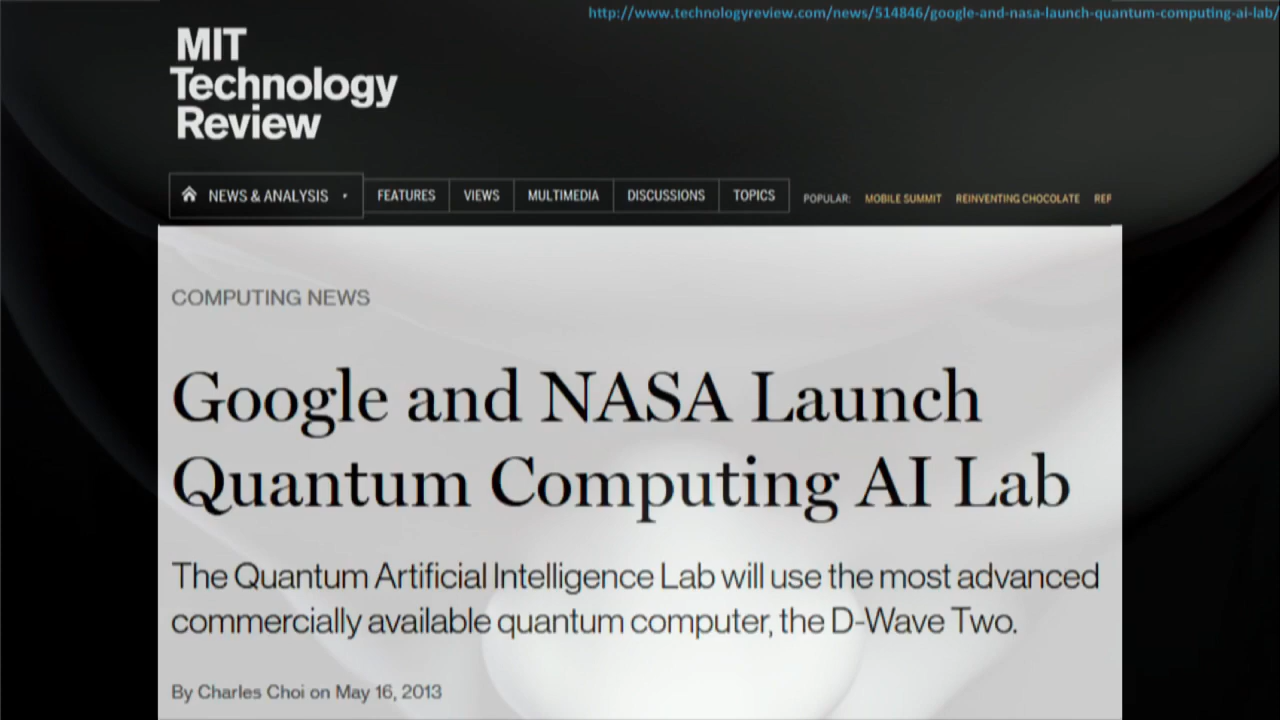 http://www.technologyreview.com/news/514846/google-and-nasa-launch-quantum-computing-ai-lab/
MIT
Technology
Review
NEWS & ANALYSIS FEATURES VIEWS MULTIMEDIA DISCUSSIONS TOPICS POPULAR: MOBILE SUMMIT REINVENTING CHOCOLATE REF
COMPUTING NEWS
Google and NASA Launch
Quantum Computing AI Lab
The Quantum Artificial Intelligence Lab will use the most advanced
commercially available quantum computer, the D-Wave Two.
By Charles Choi on May 16, 2013